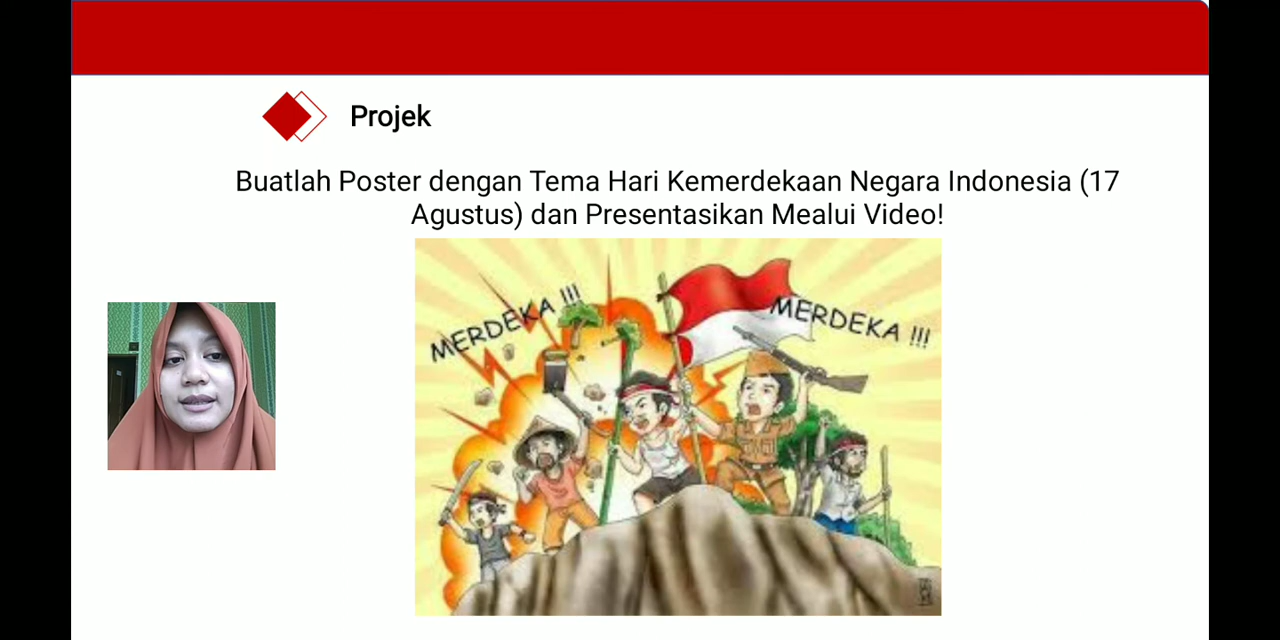 Projek
Buatlah Poster dengan Tema Hari Kemerdekaan Negara Indonesia (17
Agustus) dan Presentasikan Mealui Video!
MERDEKA !!!
MERDEKA !!!